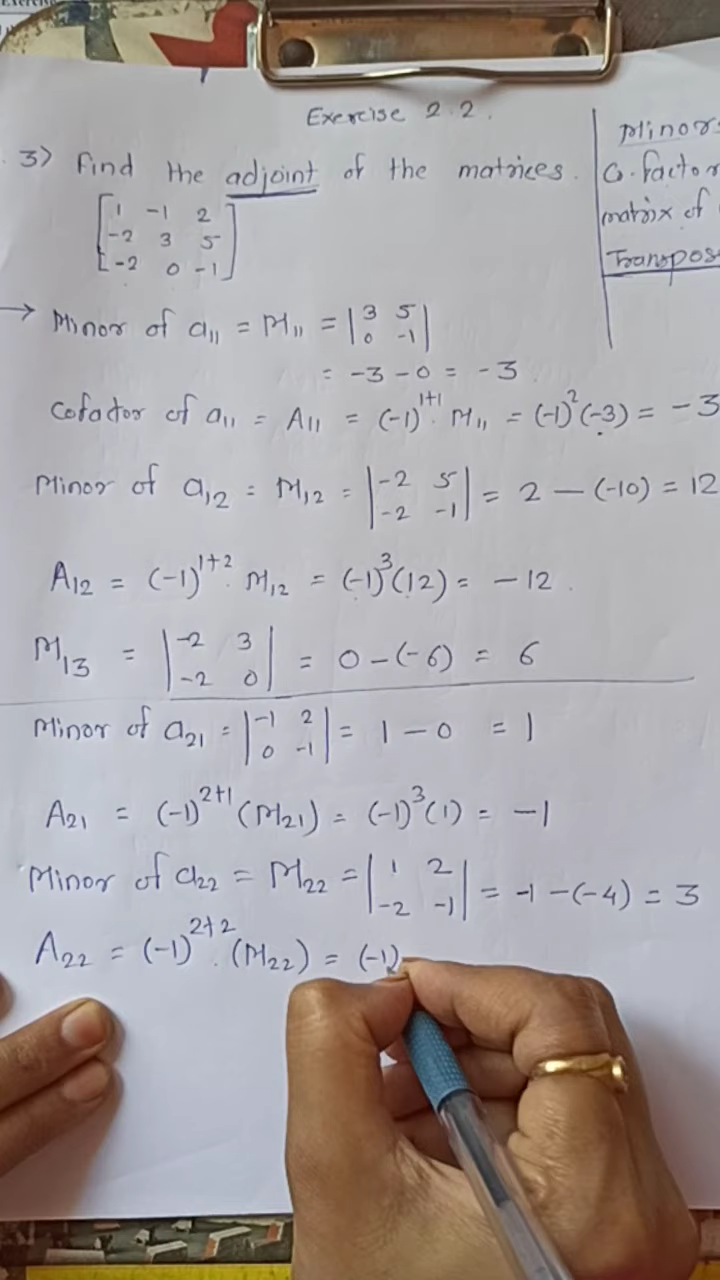 Exercise 2.2.
3) Find the adjoint of the matrices.
[1 -1 2
-2 3 5
-2 0 -1]
Minor
Co.factor
matrix of
Transpos
→ Minor of a₁₁ = M₁₁ = |3 5
0 -1|
= -3 - 0 = -3
Cofactor of a₁₁ = A₁₁ = (-1)¹⁺¹. M₁₁ = (-1)²(-3) = -3
Minor of a₁₂ = M₁₂ = |-2 5
-2 -1| = 2 - (-10) = 12
A₁₂ = (-1)¹⁺². M₁₂ = (-1)³(12) = -12.
M₁₃ = |-2 3
-2 0| = 0 - (-6) = 6
Minor of a₂₁ = |-1 2
0 -1| = 1 - 0 = 1
A₂₁ = (-1)²⁺¹(M₂₁) = (-1)³(1) = -1
Minor of a₂₂ = M₂₂ = |1 2
-2 -1| = -1 - (-4) = 3
A₂₂ = (-1)²⁺². (M₂₂) = (-1)